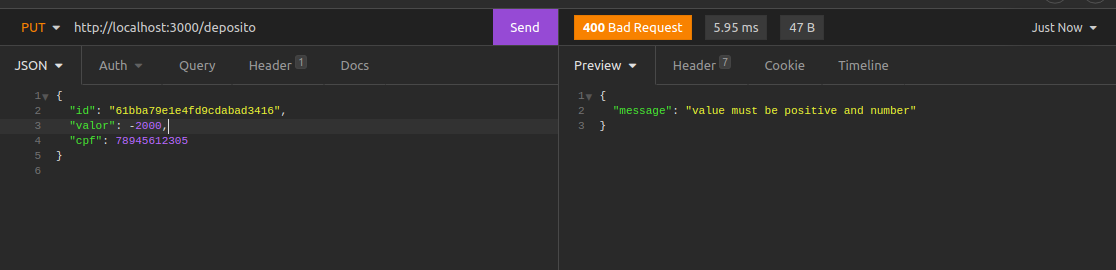 PUT http://localhost:3000/deposito Send 400 Bad Request 5.95 ms 47 B Just Now
JSON Auth Query Header 1 Docs Preview Header 7 Cookie Timeline
1 {
2 "id": "61bba79e1e4fd9cdabad3416",
3 "valor": -2000,
4 "cpf": 78945612305
5 }
6
1 {
2 "message": "value must be positive and number"
3 }